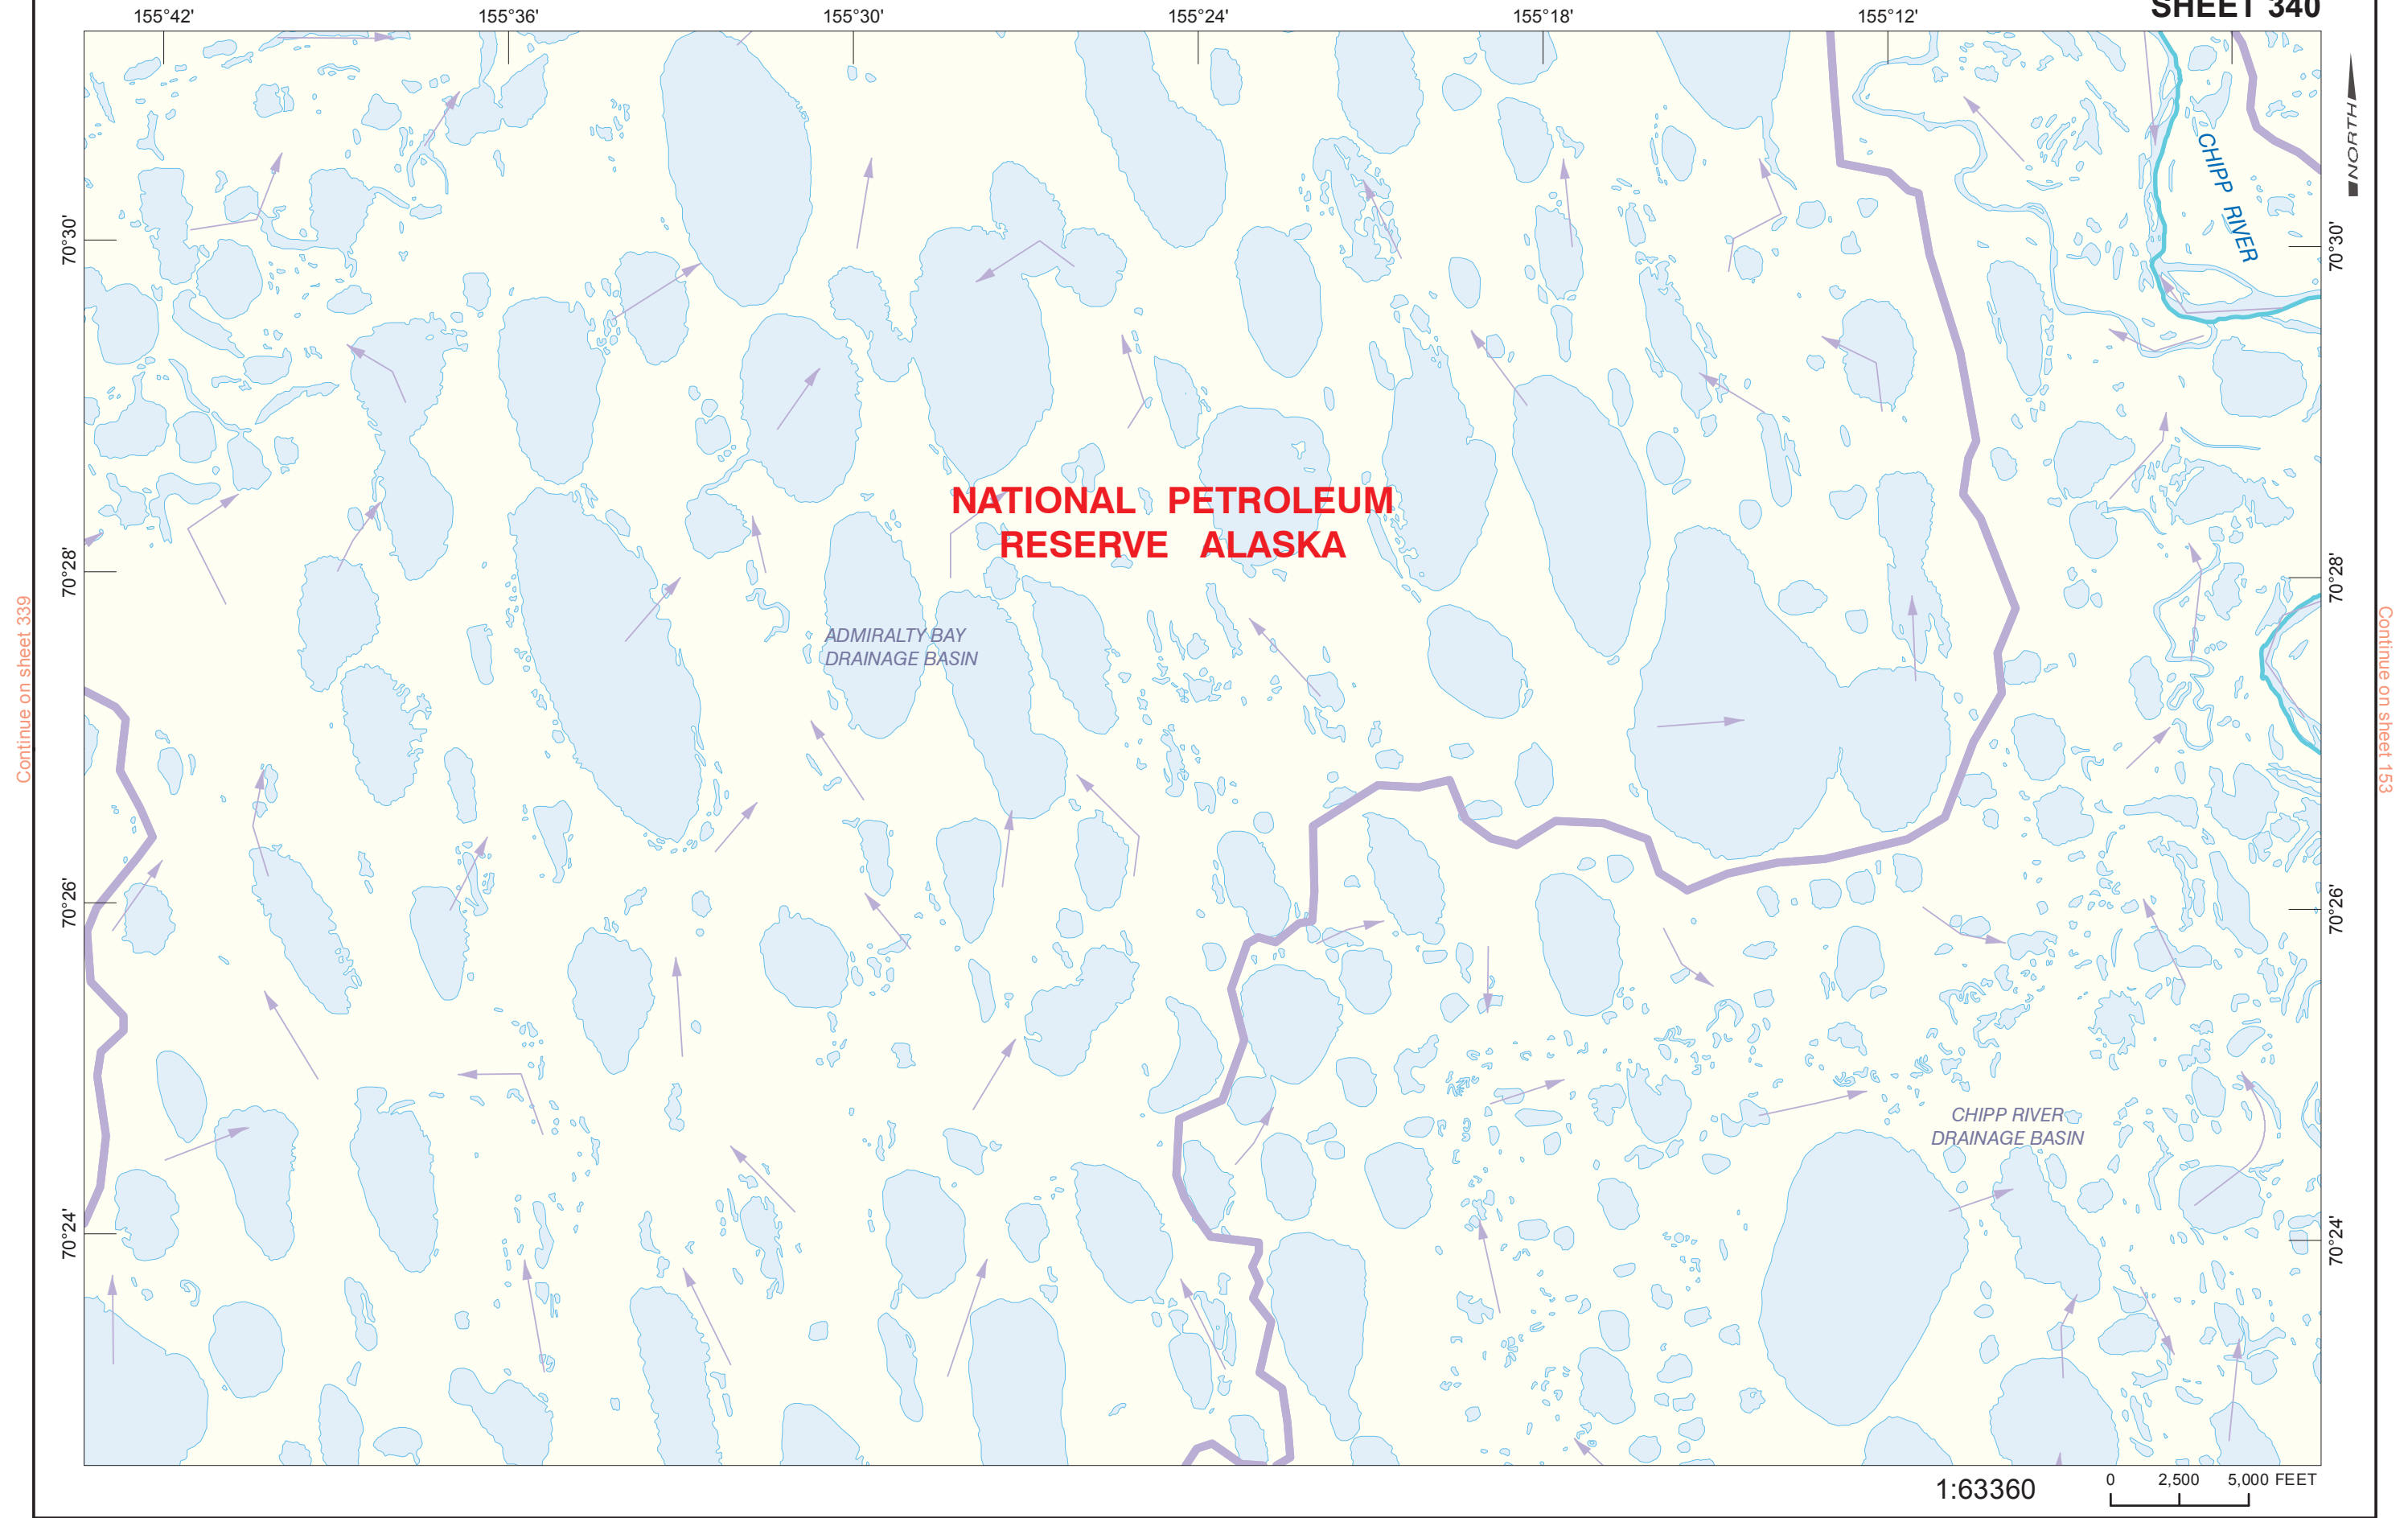 SHEET 340
155°42' 155°36' 155°30' 155°24' 155°18' 155°12'
NORTH
CHIPP RIVER
70°30' 70°30'
NATIONAL PETROLEUM
RESERVE ALASKA
70°28' 70°28'
Continue on sheet 339
Continue on sheet 153
ADMIRALTY BAY
DRAINAGE BASIN
70°26' 70°26'
CHIPP RIVER
DRAINAGE BASIN
70°24' 70°24'
1:63360
0 2,500 5,000 FEET